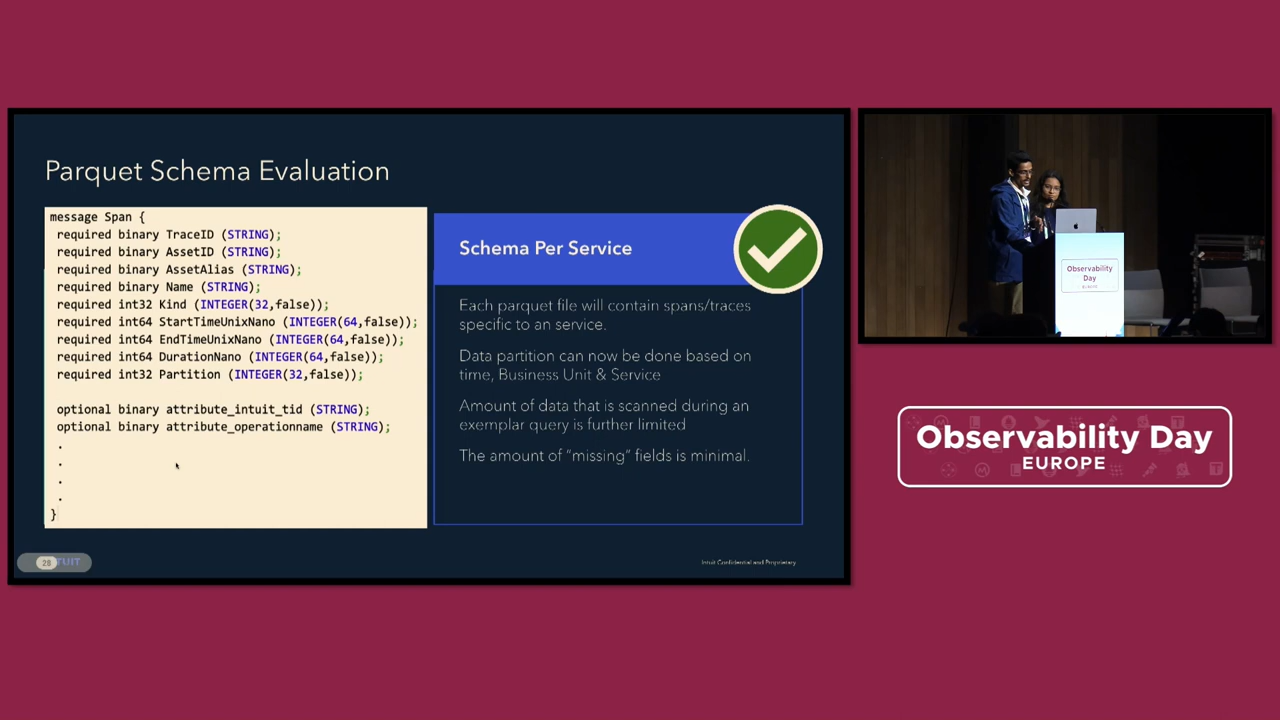 Parquet Schema Evaluation
message Span {
required binary TraceID (STRING);
required binary AssetID (STRING);
required binary AssetAlias (STRING);
required binary Name (STRING);
required int32 Kind (INTEGER(32,false));
required int64 StartTimeUnixNano (INTEGER(64,false));
required int64 EndTimeUnixNano (INTEGER(64,false));
required int64 DurationNano (INTEGER(64,false));
required int32 Partition (INTEGER(32,false));
optional binary attribute_intuit_tid (STRING);
optional binary attribute_operationname (STRING);
.
.
.
.
}
Schema Per Service
Each parquet file will contain spans/traces
specific to an service.
Data partition can now be done based on
time, Business Unit & Service
Amount of data that is scanned during an
exemplar query is further limited
The amount of “missing” fields is minimal.
28
Intuit Confidential and Proprietary
Observability
Day
EUROPE
Observability Day
EUROPE